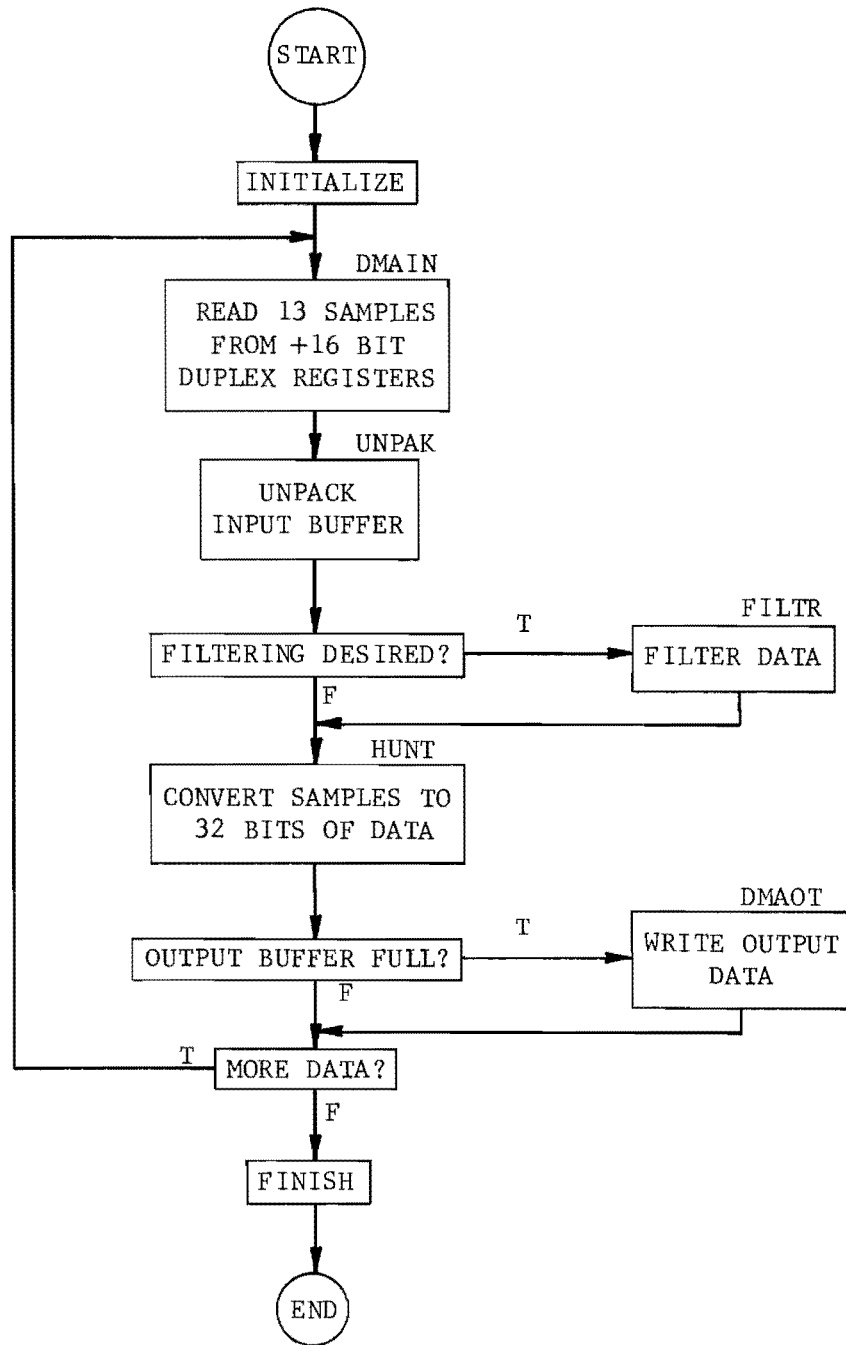 START
INITIALIZE
DMAIN
READ 13 SAMPLES
FROM +16 BIT
DUPLEX REGISTERS
UNPAK
UNPACK
INPUT BUFFER
FILTERING DESIRED?
T
FILTR
FILTER DATA
F
HUNT
CONVERT SAMPLES TO
32 BITS OF DATA
OUTPUT BUFFER FULL?
T
DMAOT
WRITE OUTPUT
DATA
F
T
MORE DATA?
F
FINISH
END